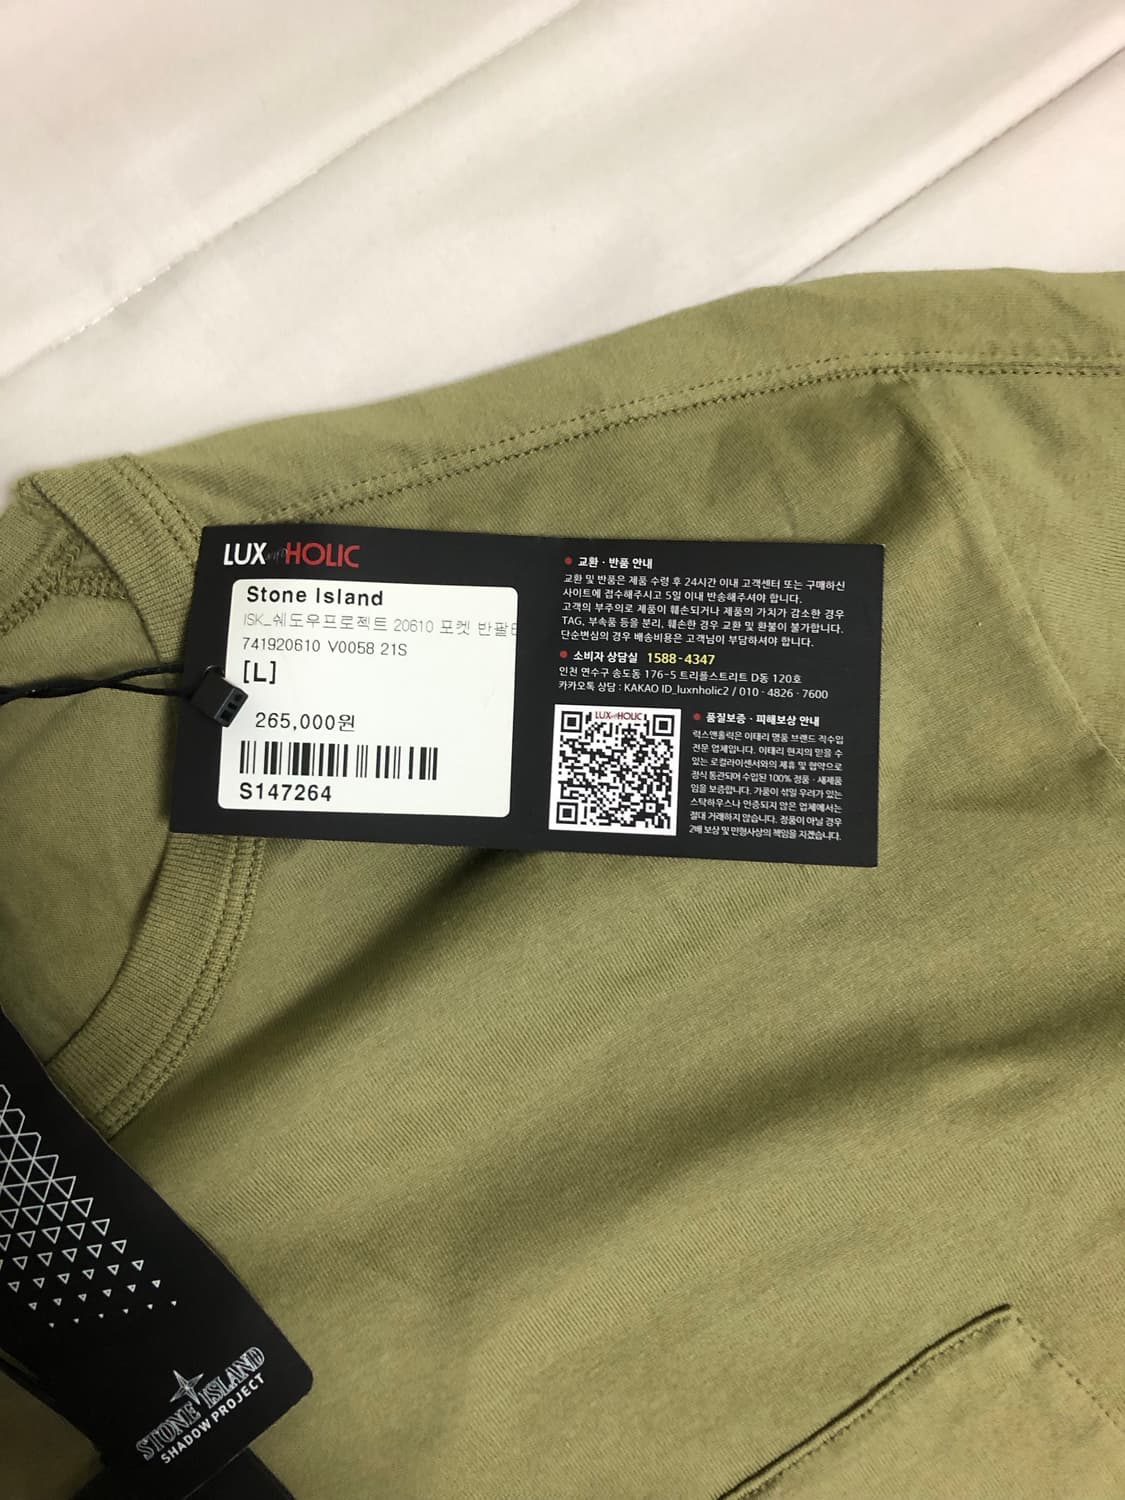 LUX and HOLIC
Stone Island
ISK_쉐도우프로젝트 20610 포켓 반팔티
741920610 V0058 21S
[L]
265,000원
S147264
● 교환 · 반품 안내
교환 및 반품은 제품 수령 후 24시간 이내 고객센터 또는 구매하신
사이트에 접수해주시고 5일 이내 반송해주셔야 합니다.
고객의 부주의로 제품이 훼손되거나 제품의 가치가 감소한 경우
TAG, 부속품 등을 분리, 훼손한 경우 교환 및 환불이 불가합니다.
단순변심의 경우 배송비용은 고객님이 부담하셔야 합니다.
● 소비자 상담실 1588-4347
인천 연수구 송도동 176-5 트리플스트리트 D동 120호
카카오톡 상담 : KAKAO ID_luxnholic2 / 010 · 4826 · 7600
LUX and HOLIC
● 품질보증 · 피해보상 안내
럭스앤홀릭은 이태리 명품 브랜드 직수입
전문 업체입니다. 이태리 현지의 믿을 수
있는 로컬라이센서와의 제휴 및 협약으로
정식 통관되어 수입된 100% 정품 · 새제품
임을 보증합니다. 가품이 섞일 우려가 있는
스탁하우스나 인증되지 않은 업체에서는
절대 거래하지 않습니다. 정품이 아닐 경우
2배 보상 및 민형사상의 책임을 지겠습니다.
STONE ISLAND
SHADOW PROJECT